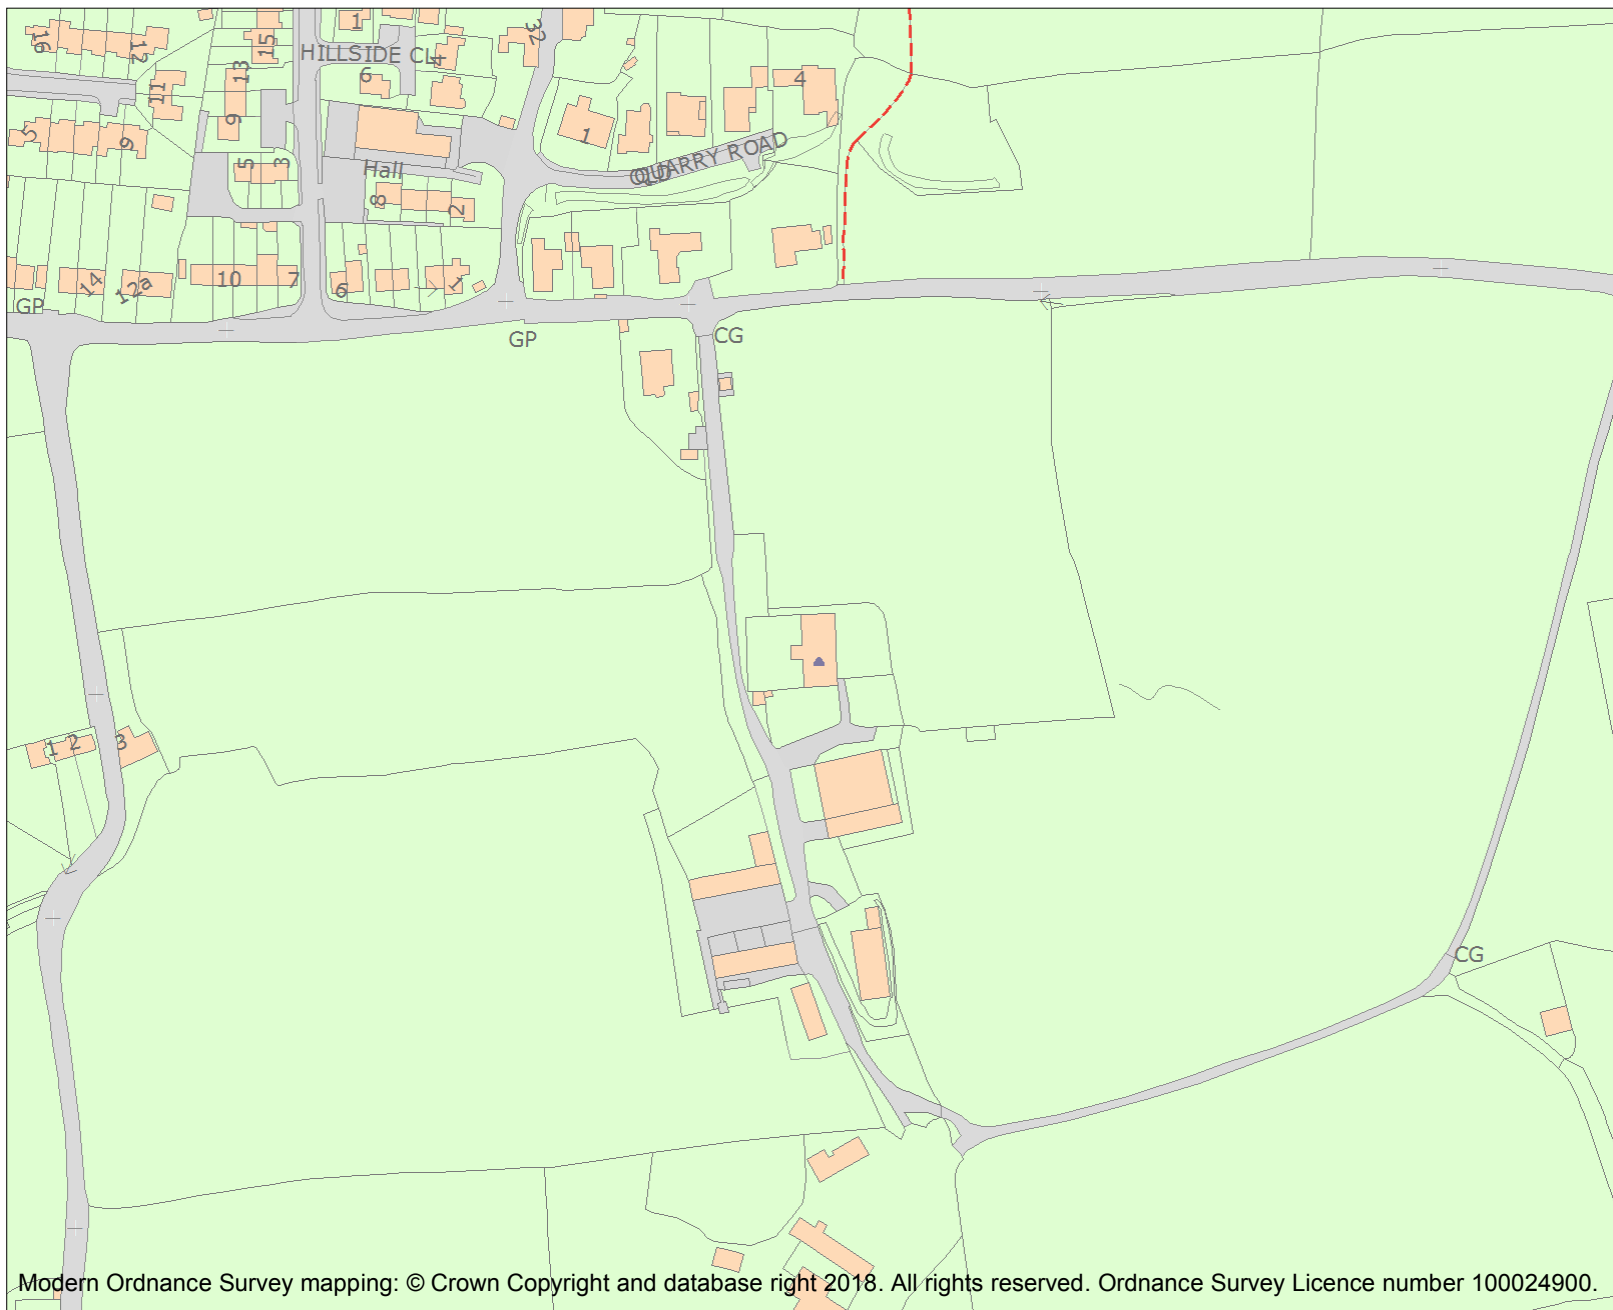 16
12
15
1
HILLSIDE CL
4
32
4
6
13
11
9
5
9
1
OLD
QUARRY ROAD
5
3
Hall
8
2
14
12a
10
7
6
1
GP
GP
CG
1
2
3
CG
Modern Ordnance Survey mapping: © Crown Copyright and database right 2018. All rights reserved. Ordnance Survey Licence number 100024900.